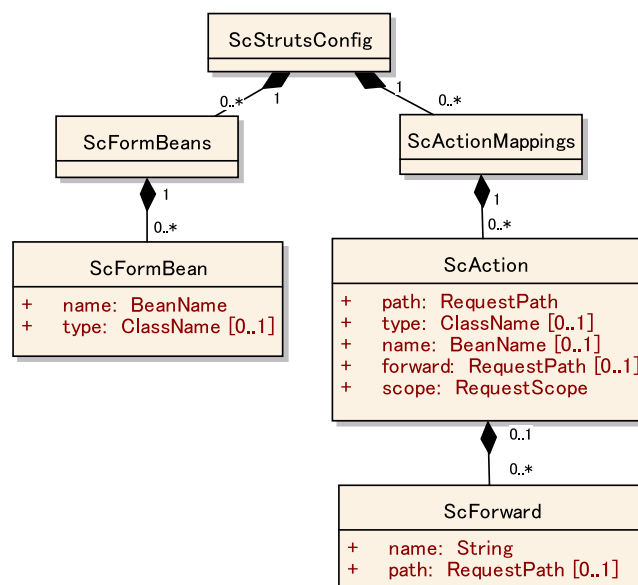 ScStrutsConfig
1
1
0..*
0..*
ScFormBeans
ScActionMappings
1
1
0..*
0..*
ScFormBean
+ name: BeanName
+ type: ClassName [0..1]
ScAction
+ path: RequestPath
+ type: ClassName [0..1]
+ name: BeanName [0..1]
+ forward: RequestPath [0..1]
+ scope: RequestScope
0..1
0..*
ScForward
+ name: String
+ path: RequestPath [0..1]